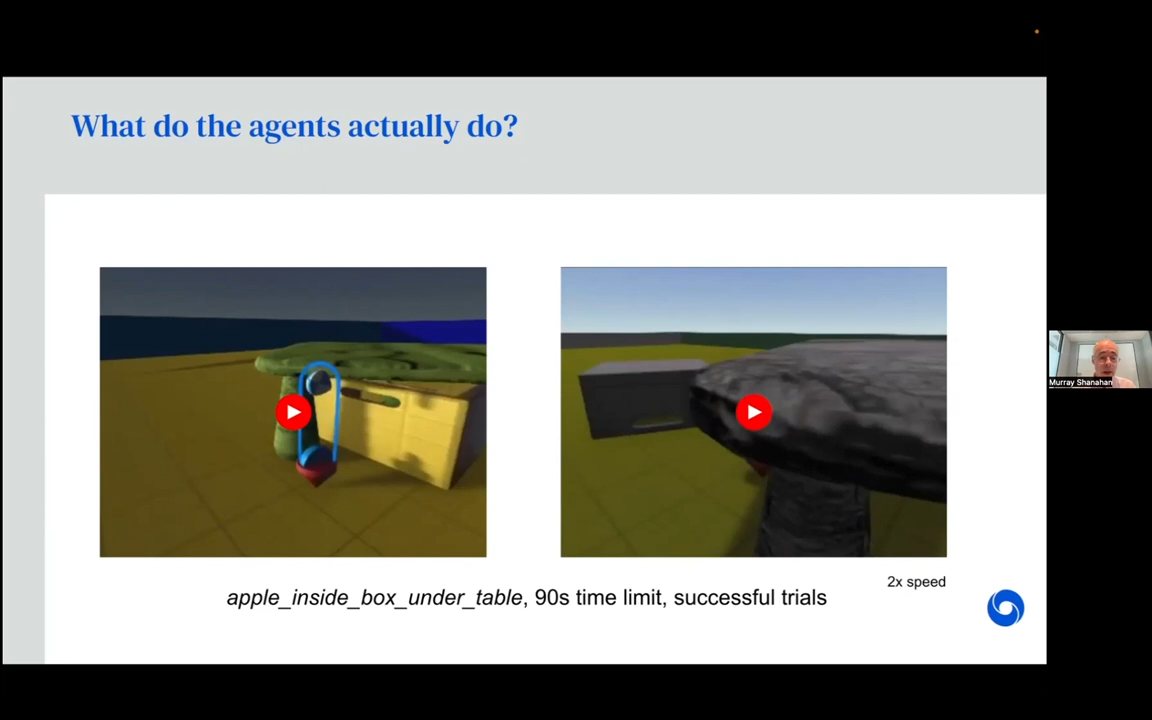 What do the agents actually do?
Murray Shanahan
2x speed
apple_inside_box_under_table, 90s time limit, successful trials